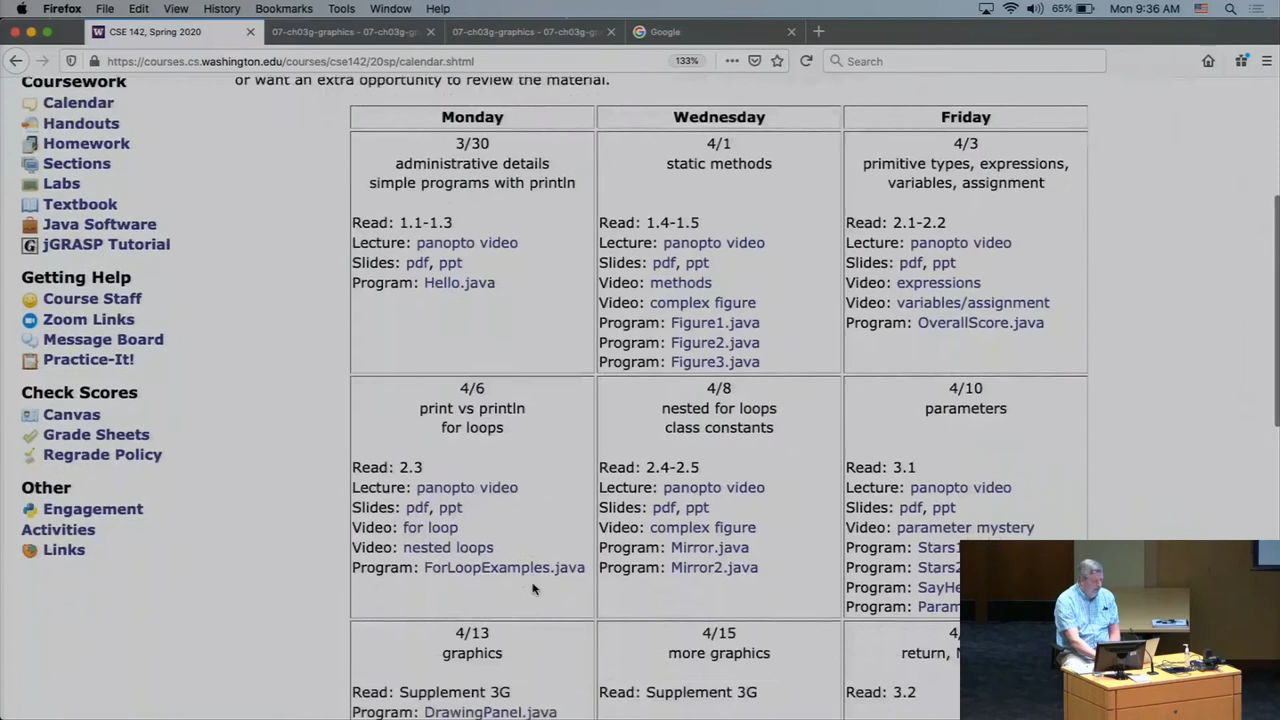 Firefox File Edit View History Bookmarks Tools Window Help 65% Mon 9:36 AM
CSE 142, Spring 2020 07-ch03g-graphics - 07-ch03g-gr 07-ch03g-graphics - 07-ch03g-gr Google
https://courses.cs.washington.edu/courses/cse142/20sp/calendar.shtml 133% Search
Coursework
Calendar
Handouts
Homework
Sections
Labs
Textbook
Java Software
jGRASP Tutorial
Getting Help
Course Staff
Zoom Links
Message Board
Practice-It!
Check Scores
Canvas
Grade Sheets
Regrade Policy
Other
Engagement
Activities
Links
or want an extra opportunity to review the material.
Monday Wednesday Friday
3/30
administrative details
simple programs with println
Read: 1.1-1.3
Lecture: panopto video
Slides: pdf, ppt
Program: Hello.java
4/1
static methods
Read: 1.4-1.5
Lecture: panopto video
Slides: pdf, ppt
Video: methods
Video: complex figure
Program: Figure1.java
Program: Figure2.java
Program: Figure3.java
4/3
primitive types, expressions,
variables, assignment
Read: 2.1-2.2
Lecture: panopto video
Slides: pdf, ppt
Video: expressions
Video: variables/assignment
Program: OverallScore.java
4/6
print vs println
for loops
Read: 2.3
Lecture: panopto video
Slides: pdf, ppt
Video: for loop
Video: nested loops
Program: ForLoopExamples.java
4/8
nested for loops
class constants
Read: 2.4-2.5
Lecture: panopto video
Slides: pdf, ppt
Video: complex figure
Program: Mirror.java
Program: Mirror2.java
4/10
parameters
Read: 3.1
Lecture: panopto video
Slides: pdf, ppt
Video: parameter mystery
Program: Stars1
Program: Stars2
Program: SayHe
Program: Param
4/13
graphics
Read: Supplement 3G
Program: DrawingPanel.java
4/15
more graphics
Read: Supplement 3G
4/
return,
Read: 3.2